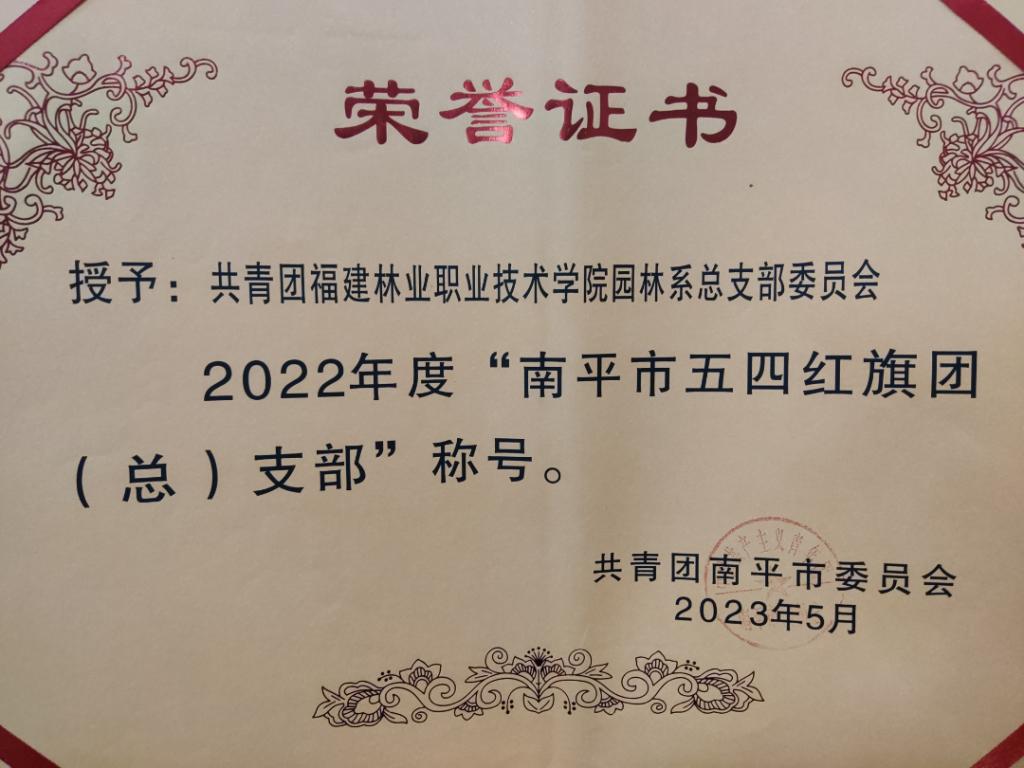 荣誉证书
授予：共青团福建林业职业技术学院园林系总支部委员会
2022年度“南平市五四红旗团
（总）支部”称号。
共青团南平市委员会
2023年5月